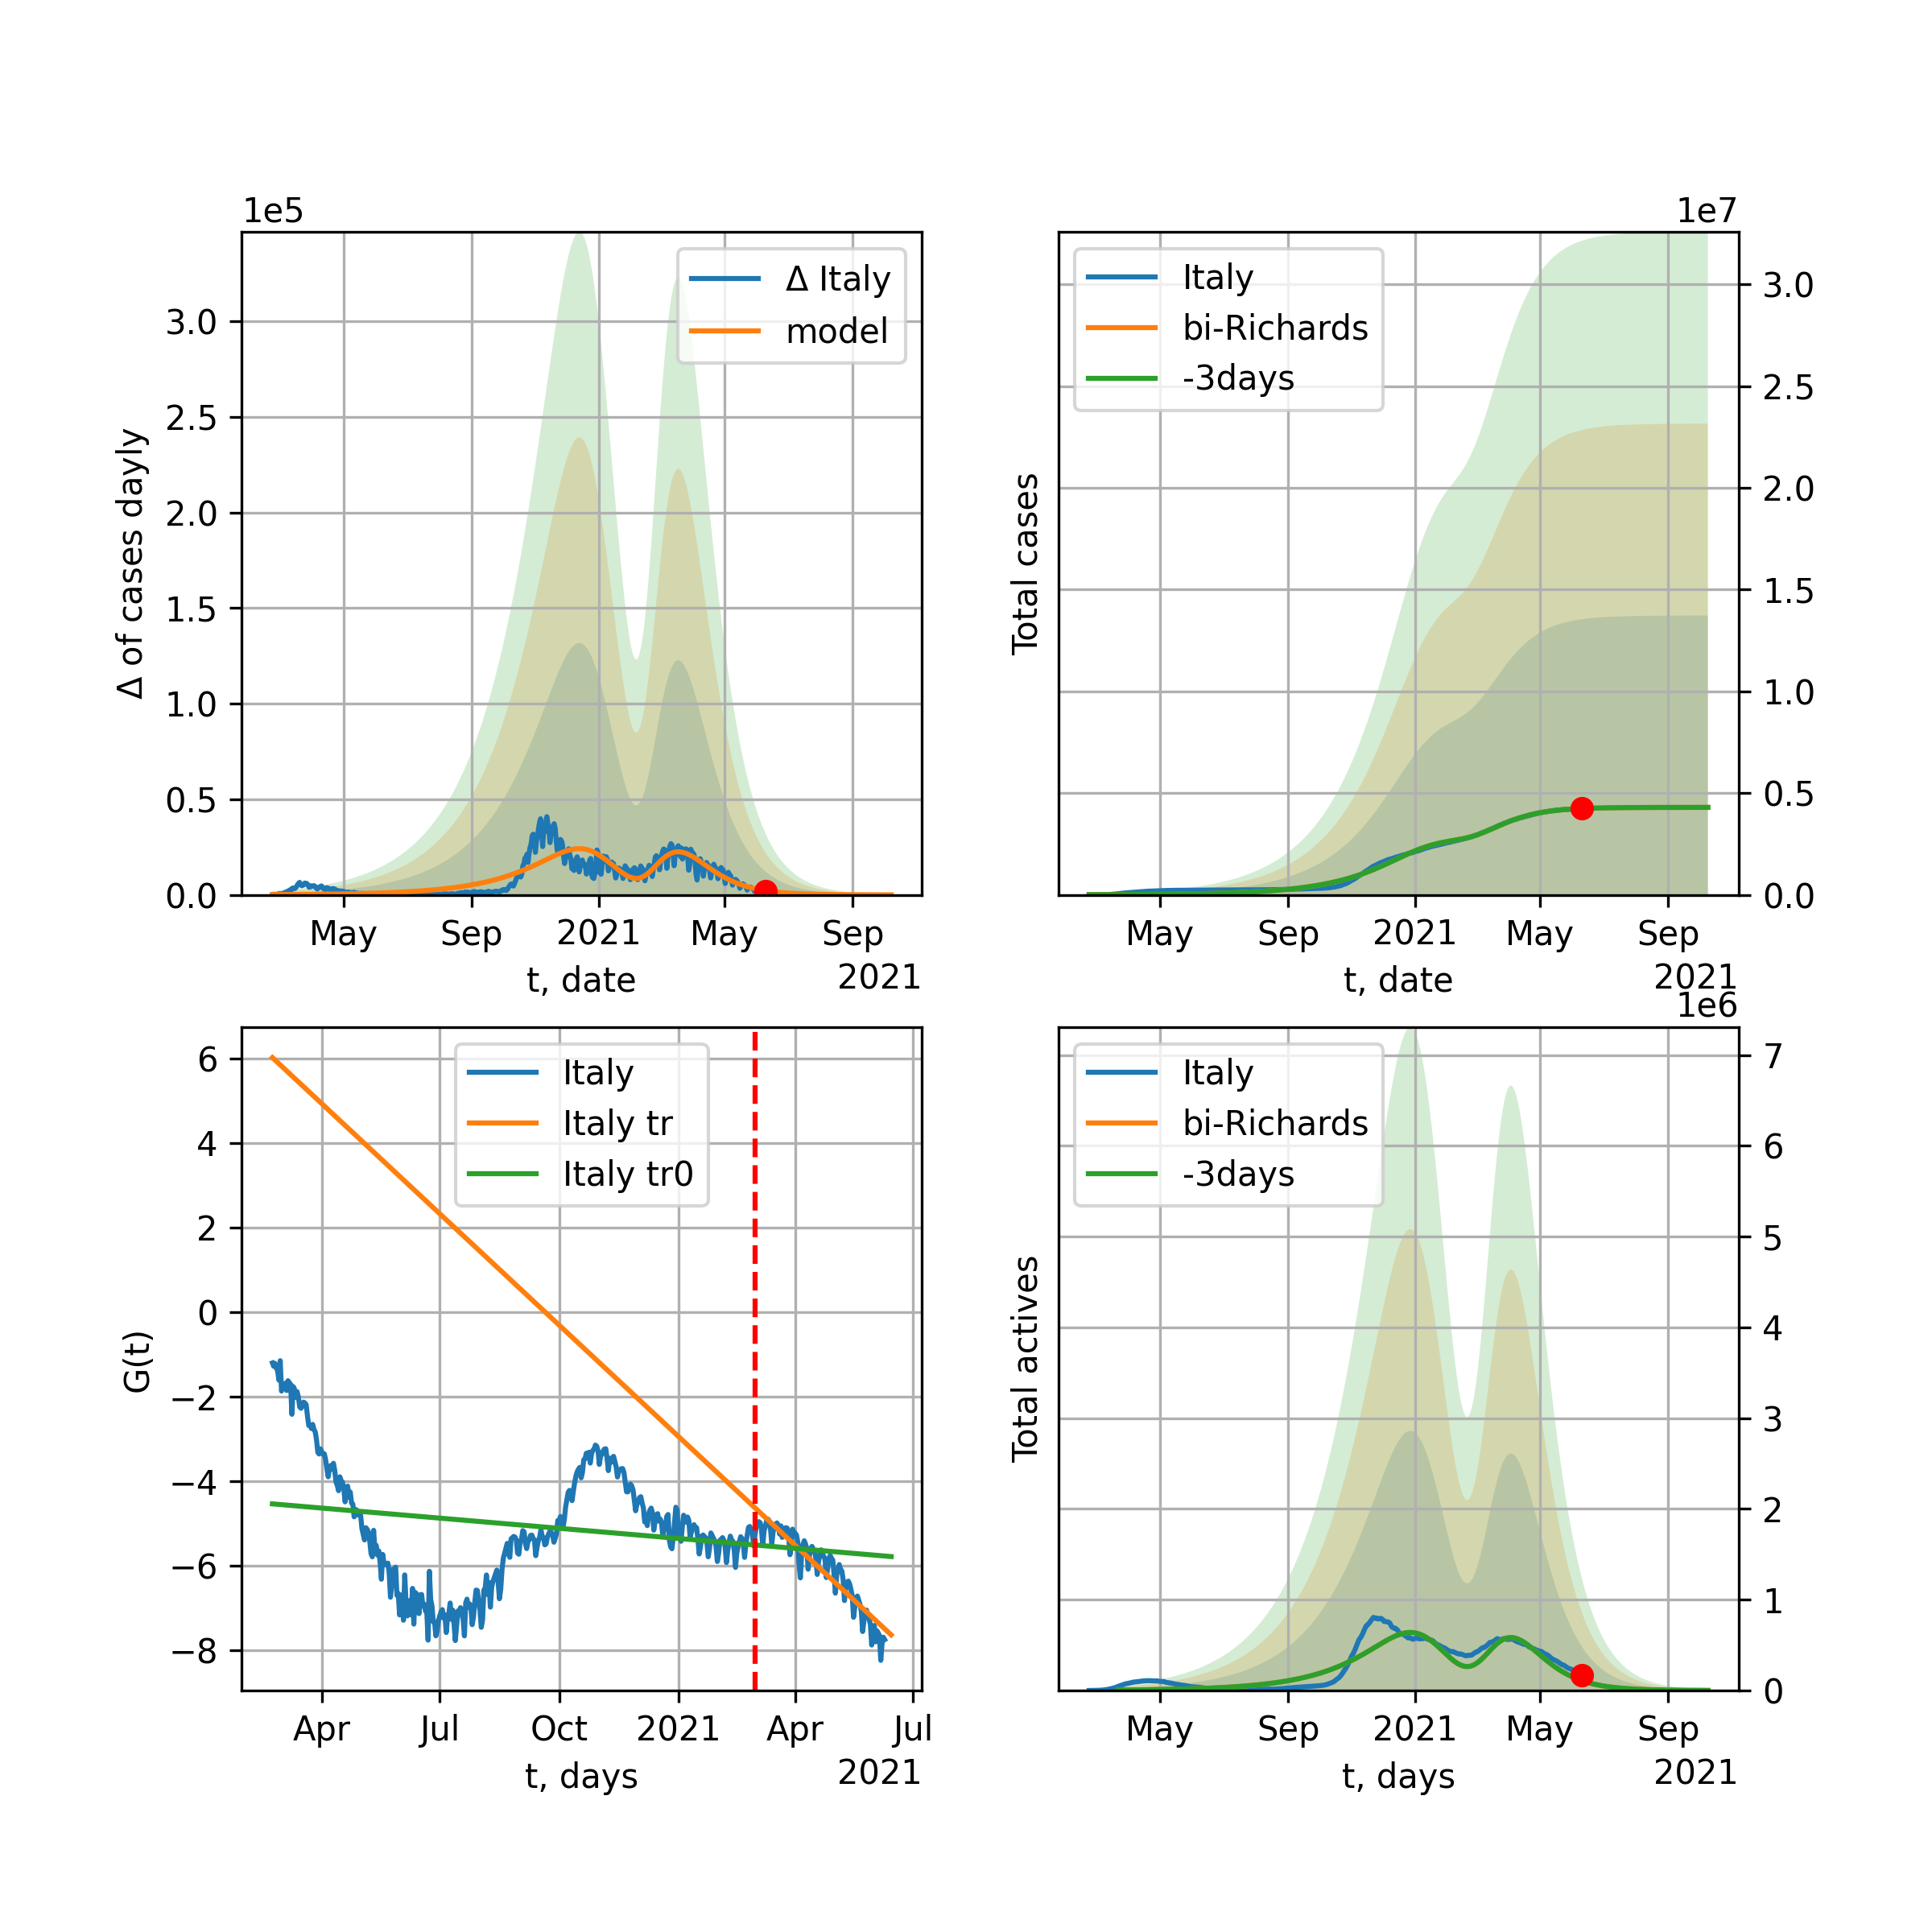 1e5
Δ Italy
model
3.0
2.5
2.0
1.5
1.0
0.5
0.0
Δ of cases dayly
May
Sep
2021
May
Sep
t, date
2021
1e7
Italy
bi-Richards
-3days
3.0
2.5
2.0
1.5
1.0
0.5
0.0
Total cases
May
Sep
2021
May
Sep
t, date
2021
Italy
Italy tr
Italy tr0
6
4
2
0
−2
−4
−6
−8
G(t)
Apr
Jul
Oct
2021
Apr
Jul
t, days
2021
1e6
Italy
bi-Richards
-3days
7
6
5
4
3
2
1
0
Total actives
May
Sep
2021
May
Sep
t, days
2021